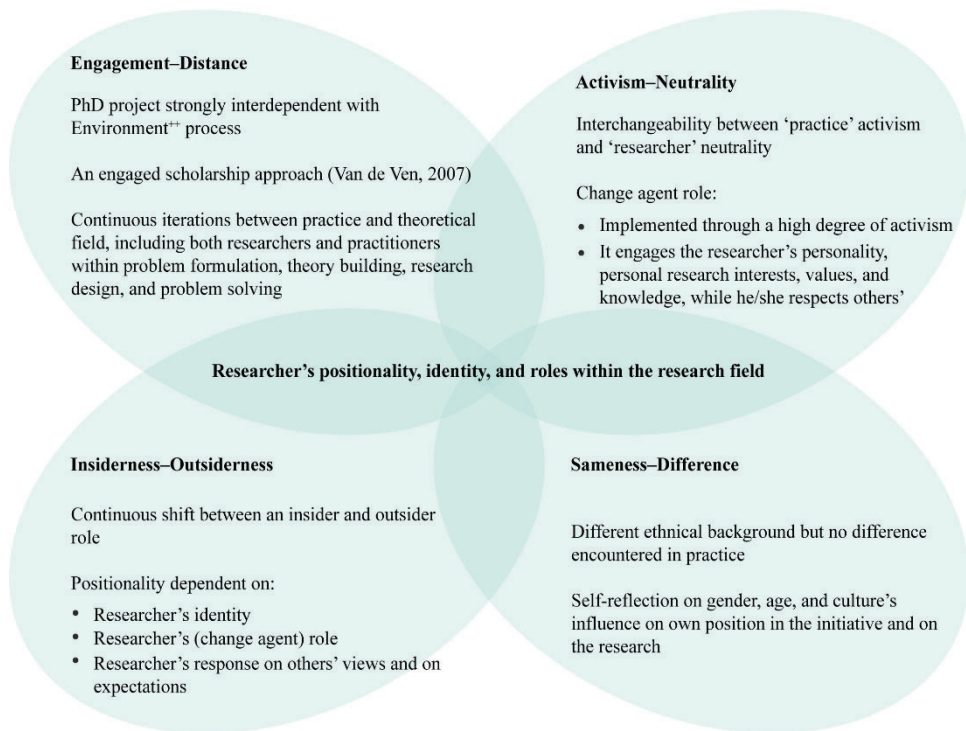 Engagement–Distance
PhD project strongly interdependent with
Environment⁺⁺ process
An engaged scholarship approach (Van de Ven, 2007)
Continuous iterations between practice and theoretical
field, including both researchers and practitioners
within problem formulation, theory building, research
design, and problem solving
Activism–Neutrality
Interchangeability between ‘practice’ activism
and ‘researcher’ neutrality
Change agent role:
• Implemented through a high degree of activism
• It engages the researcher’s personality,
personal research interests, values, and
knowledge, while he/she respects others’
Researcher’s positionality, identity, and roles within the research field
Insiderness–Outsiderness
Continuous shift between an insider and outsider
role
Positionality dependent on:
• Researcher’s identity
• Researcher’s (change agent) role
• Researcher’s response on others’ views and on
expectations
Sameness–Difference
Different ethnical background but no difference
encountered in practice
Self-reflection on gender, age, and culture’s
influence on own position in the initiative and on
the research